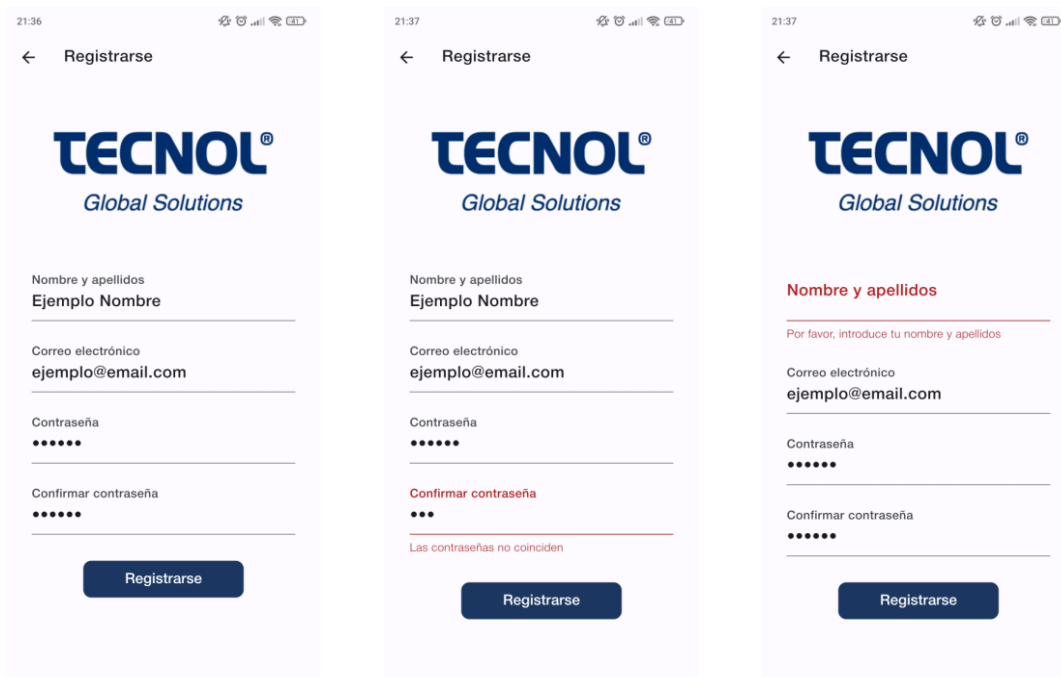 21:36
41
Registrarse
TECNOL®
Global Solutions
Nombre y apellidos
Ejemplo Nombre
Correo electrónico
ejemplo@email.com
Contraseña
••••••
Confirmar contraseña
••••••
Registrarse
21:37
41
Registrarse
TECNOL®
Global Solutions
Nombre y apellidos
Ejemplo Nombre
Correo electrónico
ejemplo@email.com
Contraseña
••••••
Confirmar contraseña
•••
Las contraseñas no coinciden
Registrarse
21:37
41
Registrarse
TECNOL®
Global Solutions
Nombre y apellidos
Por favor, introduce tu nombre y apellidos
Correo electrónico
ejemplo@email.com
Contraseña
••••••
Confirmar contraseña
••••••
Registrarse